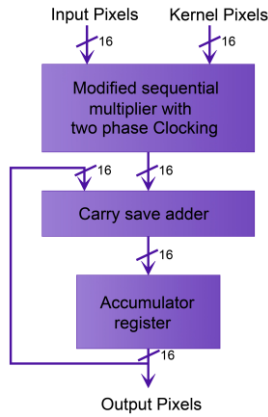 Input Pixels Kernel Pixels
16 16
Modified sequential
multiplier with
two phase Clocking
16 16
Carry save adder
16
Accumulator
register
16
Output Pixels